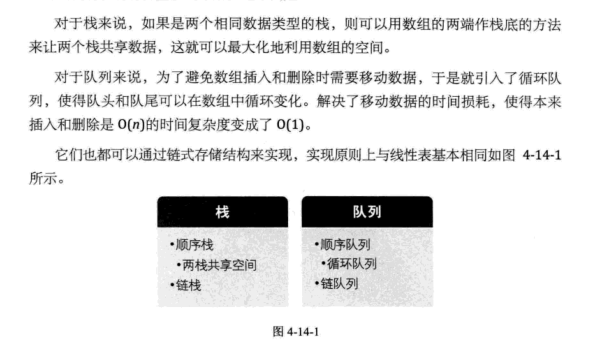 对于栈来说，如果是两个相同数据类型的栈，则可以用数组的两端作栈底的方法
来让两个栈共享数据，这就可以最大化地利用数组的空间。
对于队列来说，为了避免数组插入和删除时需要移动数据，于是就引入了循环队
列，使得队头和队尾可以在数组中循环变化。解决了移动数据的时间损耗，使得本来
插入和删除是 O(n)的时间复杂度变成了 O(1)。
它们也都可以通过链式存储结构来实现，实现原则上与线性表基本相同如图 4-14-1
所示。
栈
•顺序栈
•两栈共享空间
•链栈
队列
•顺序队列
•循环队列
•链队列
图 4-14-1